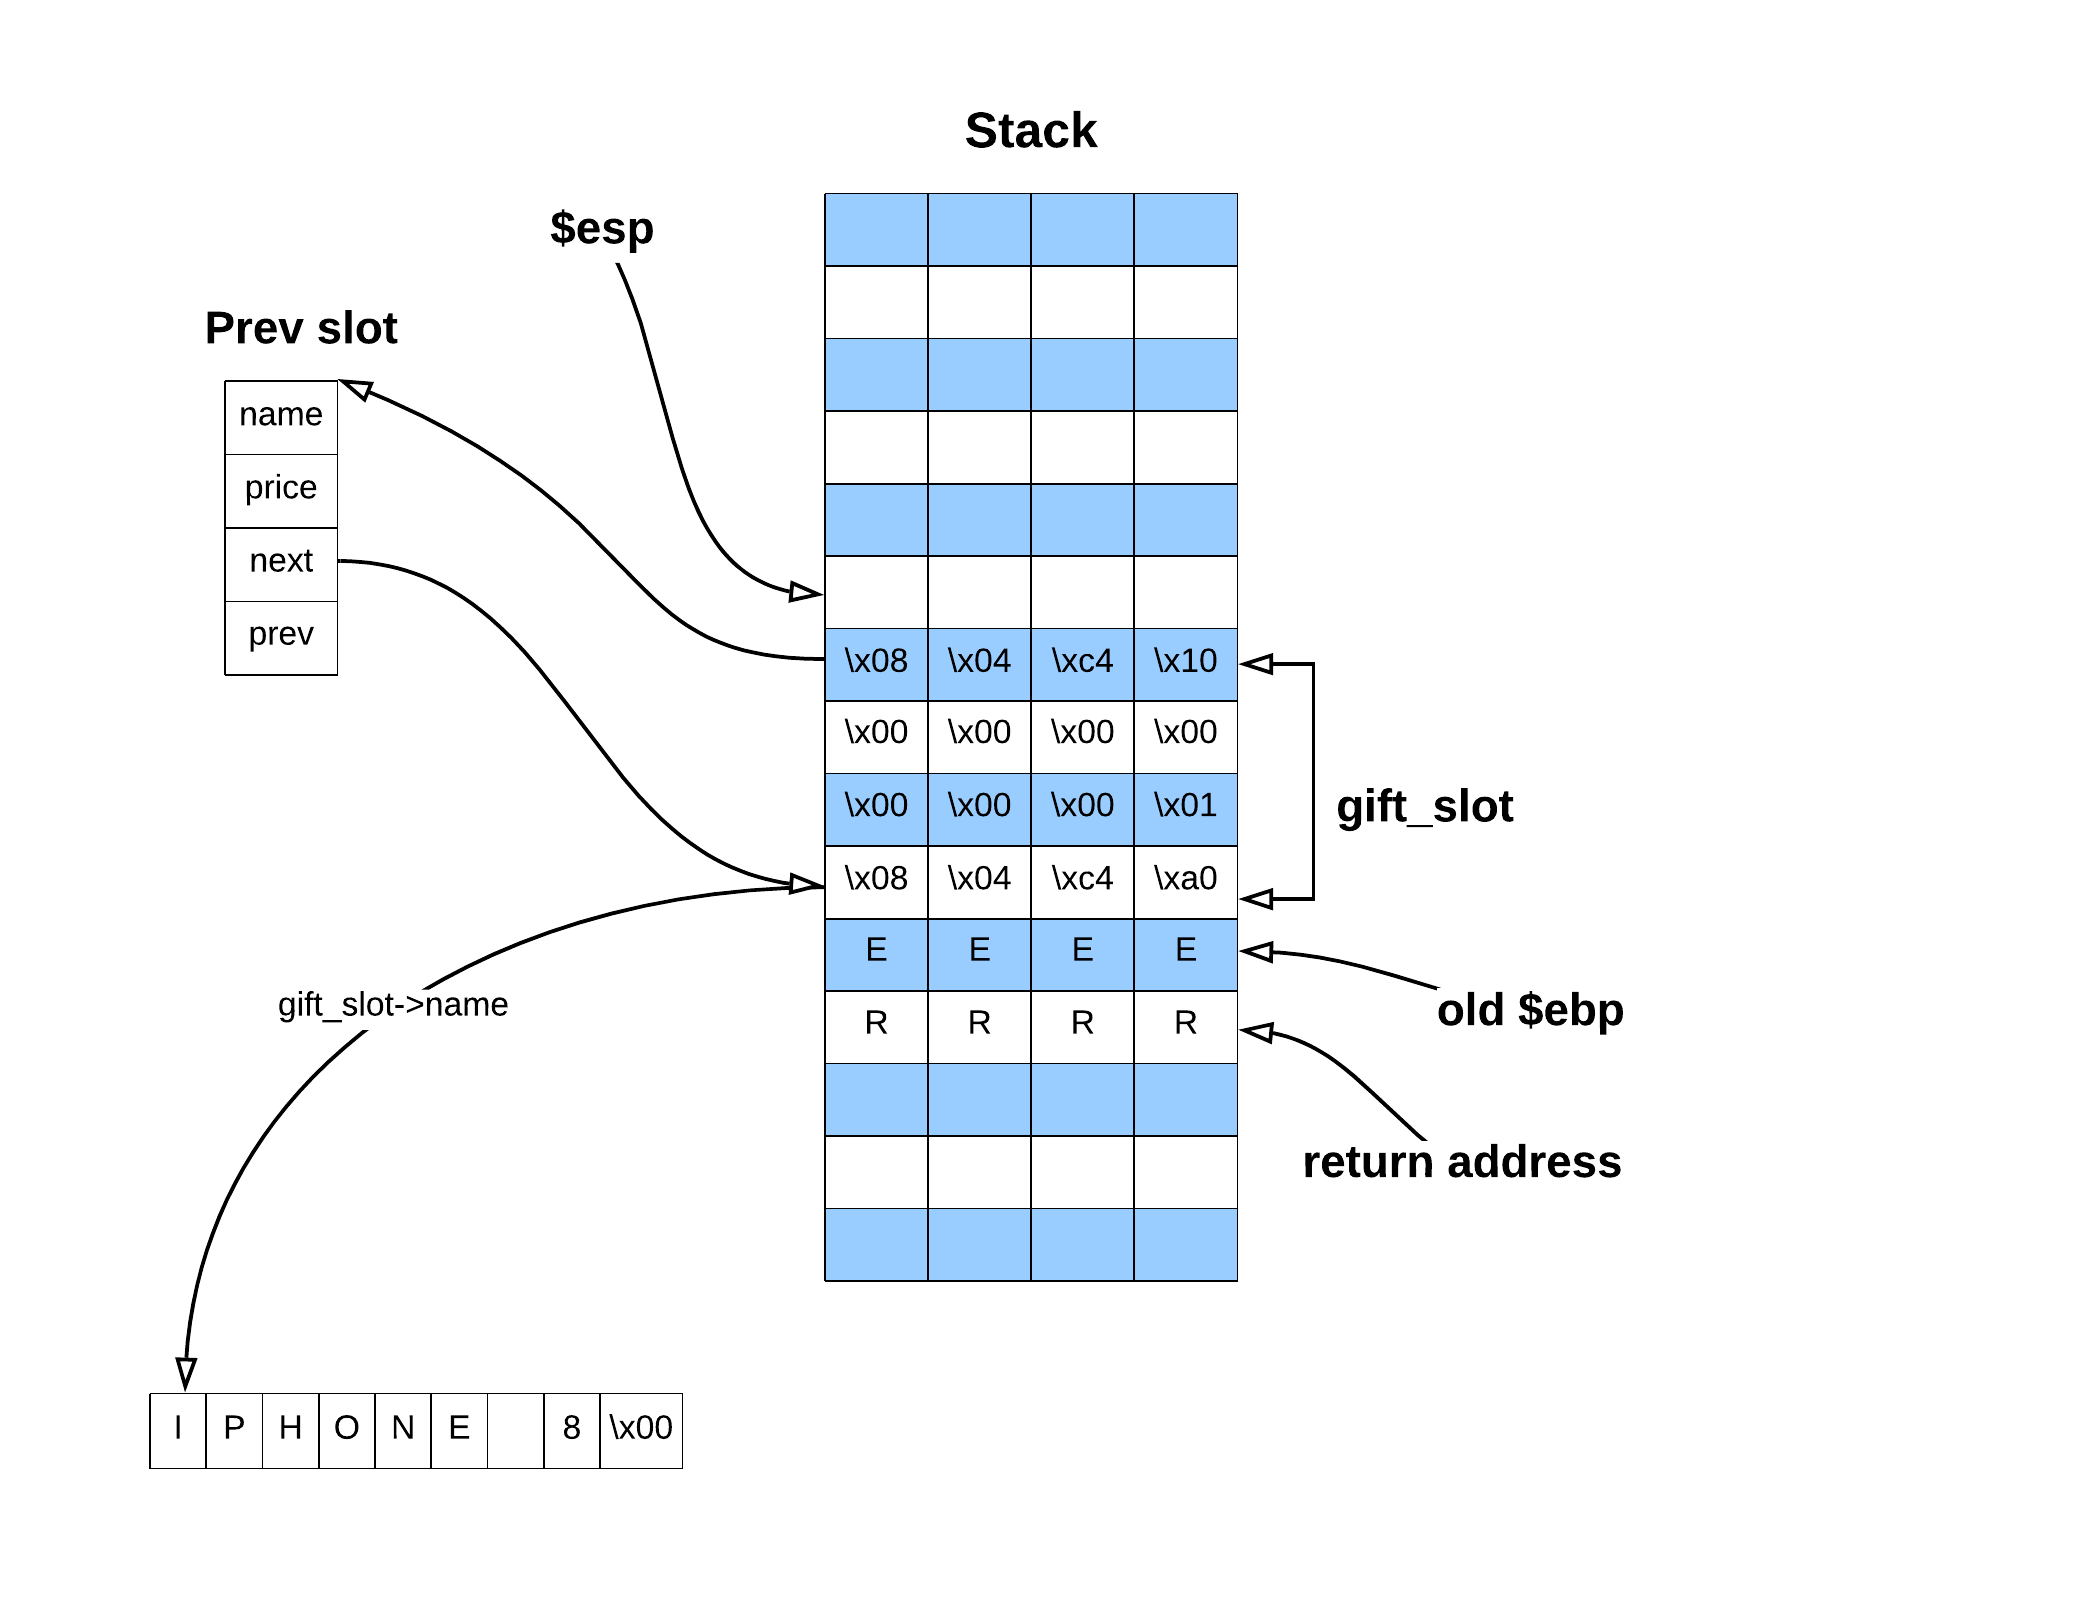 Stack
$esp
Prev slot
name
price
next
prev
\x08 \x04 \xc4 \x10
\x00 \x00 \x00 \x00
\x00 \x00 \x00 \x01
gift_slot
\x08 \x04 \xc4 \xa0
E E E E
old $ebp
R R R R
return address
gift_slot->name
I P H O N E 8 \x00